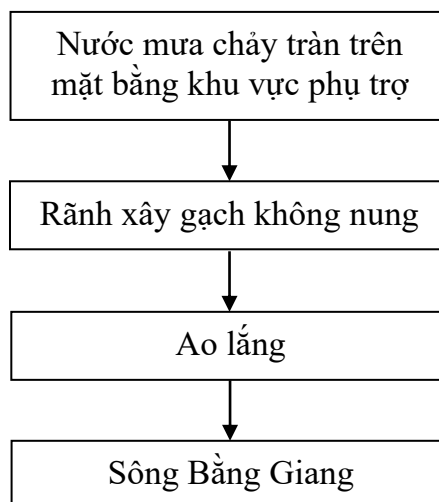 Nước mưa chảy tràn trên
mặt bằng khu vực phụ trợ
Rãnh xây gạch không nung
Ao lắng
Sông Bằng Giang